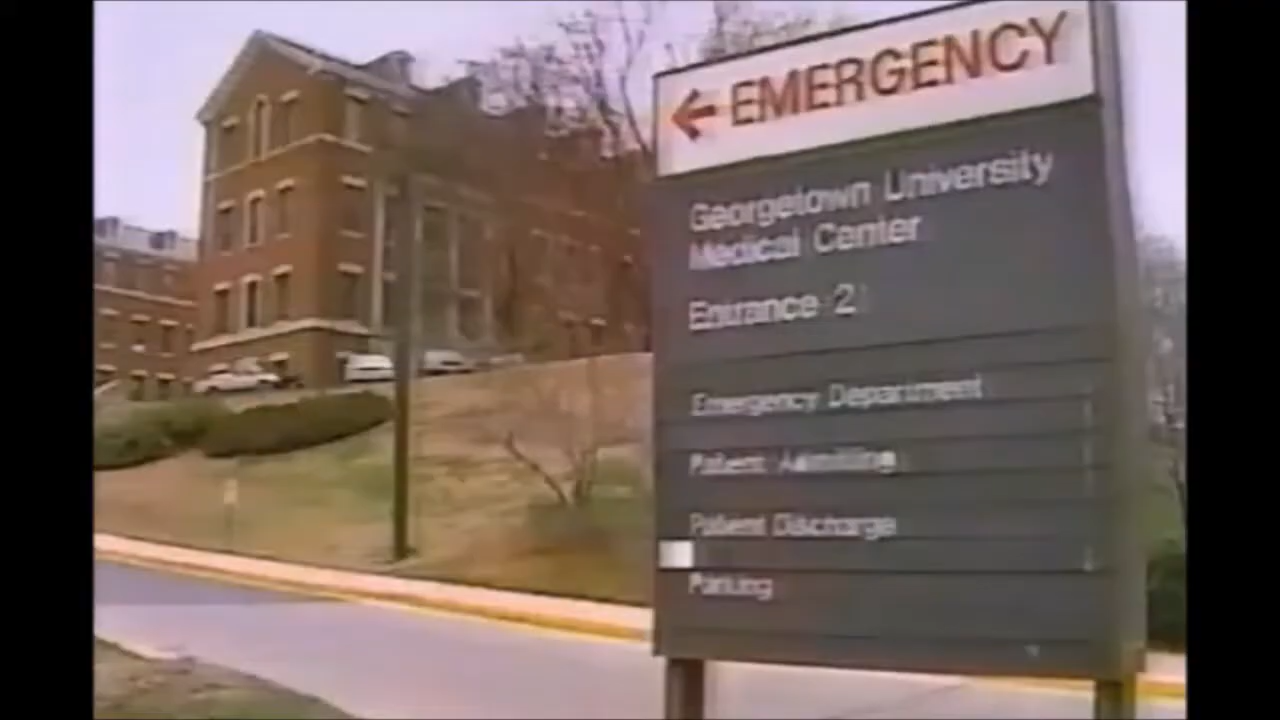 ← EMERGENCY
Georgetown University
Medical Center
Entrance 2
Emergency Department
Patient Admitting
Patient Discharge
Parking